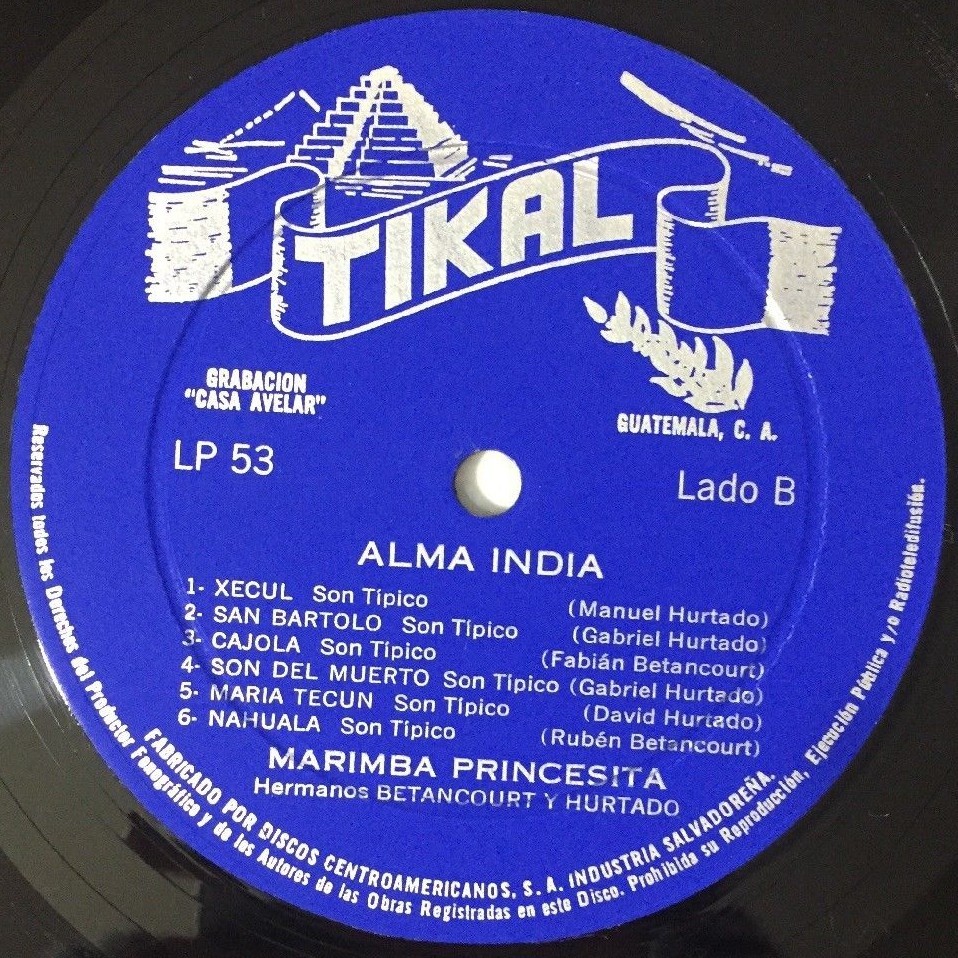 TIKAL
GRABACION
"CASA AVELAR"
GUATEMALA, C. A.
LP 53
Lado B
ALMA INDIA
1- XECUL Son Típico (Manuel Hurtado)
2- SAN BARTOLO Son Típico (Gabriel Hurtado)
3- CAJOLA Son Típico (Fabián Betancourt)
4- SON DEL MUERTO Son Típico (Gabriel Hurtado)
5- MARIA TECUN Son Típico (David Hurtado)
6- NAHUALA Son Típico (Rubén Betancourt)
MARIMBA PRINCESITA
Hermanos BETANCOURT Y HURTADO
FABRICADO POR DISCOS CENTROAMERICANOS, S. A. INDUSTRIA SALVADOREÑA.
Reservados todos los Derechos del Productor Fonográfico y de los Autores de las Obras Registradas en este Disco. Prohibida su Reproducción, Ejecución Pública y/o Radioteledifusión.